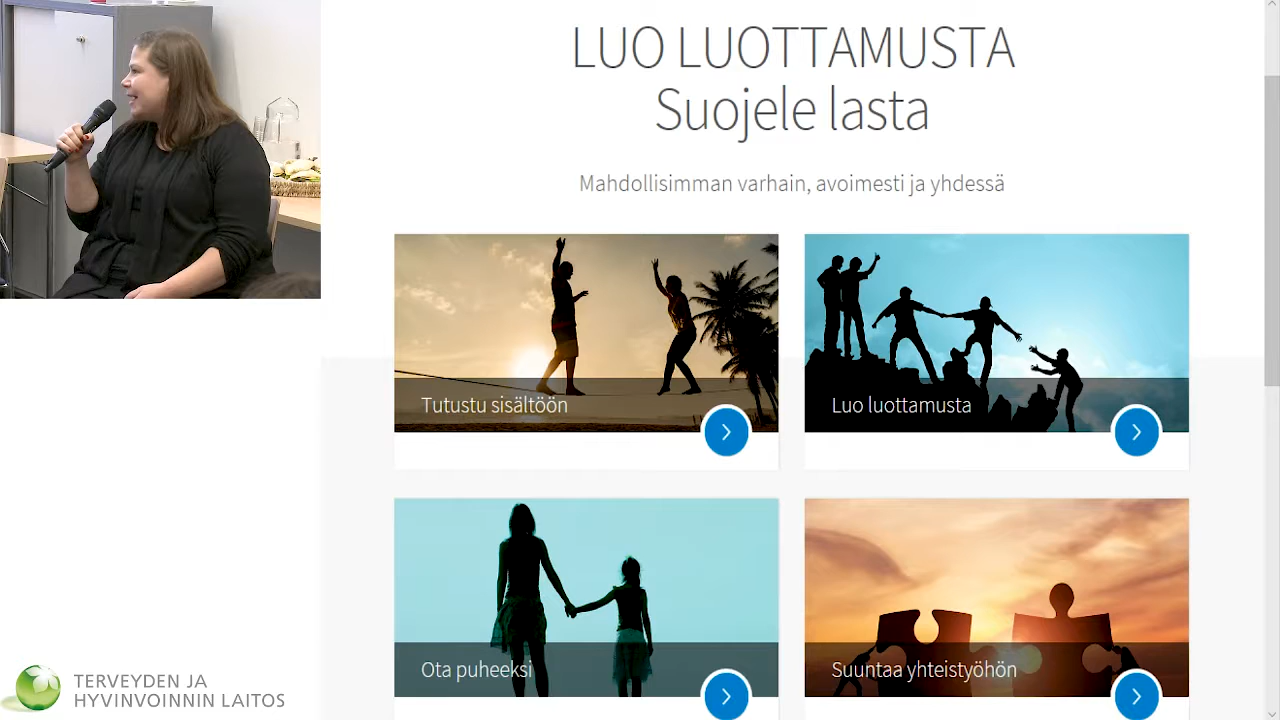 LUO LUOTTAMUSTA
Suojele lasta
Mahdollisimman varhain, avoimesti ja yhdessä
Tutustu sisältöön
Luo luottamusta
Ota puheeksi
Suuntaa yhteistyöhön
TERVEYDEN JA
HYVINVOINNIN LAITOS